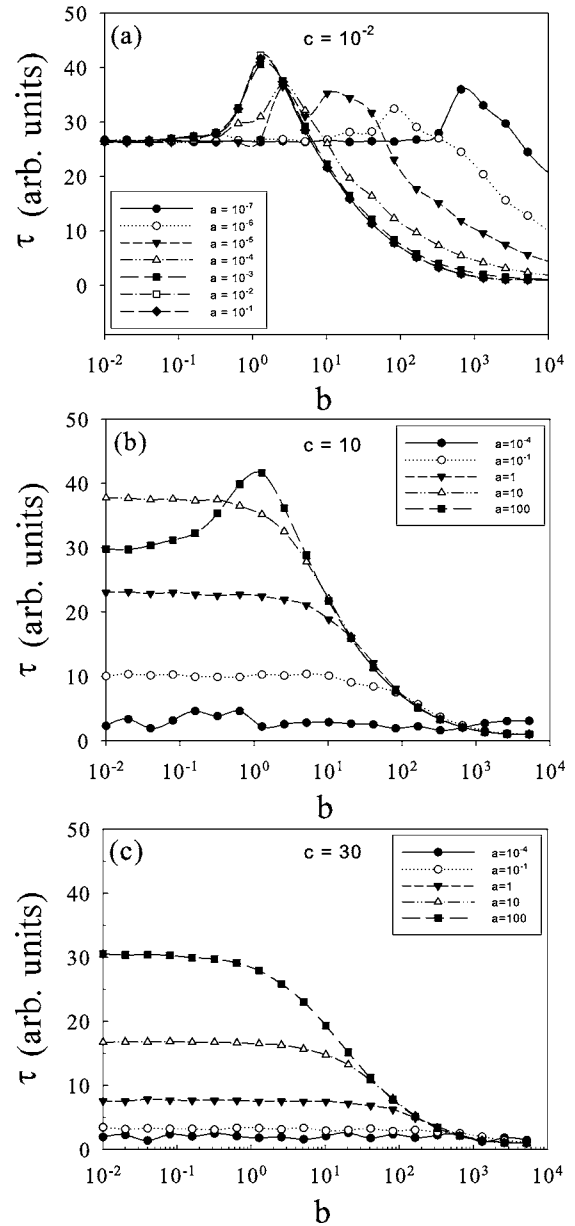 (a)
c = 10⁻²
50
40
30
20
10
0
τ (arb. units)
a = 10⁻⁷
a = 10⁻⁶
a = 10⁻⁵
a = 10⁻⁴
a = 10⁻³
a = 10⁻²
a = 10⁻¹
10⁻² 10⁻¹ 10⁰ 10¹ 10² 10³ 10⁴
b
(b)
c = 10
50
40
30
20
10
0
τ (arb. units)
a=10⁻⁴
a=10⁻¹
a=1
a=10
a=100
10⁻² 10⁻¹ 10⁰ 10¹ 10² 10³ 10⁴
b
(c)
c = 30
50
40
30
20
10
0
τ (arb. units)
a=10⁻⁴
a=10⁻¹
a=1
a=10
a=100
10⁻² 10⁻¹ 10⁰ 10¹ 10² 10³ 10⁴
b